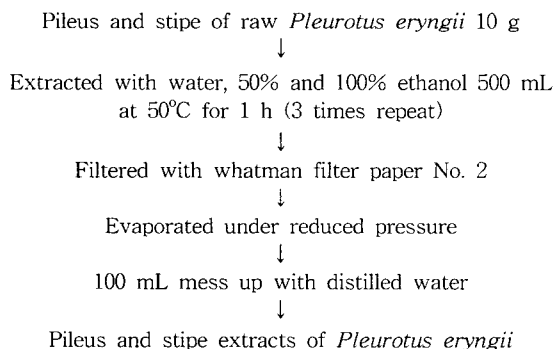 Pileus and stipe of raw Pleurotus eryngii 10 g
↓
Extracted with water, 50% and 100% ethanol 500 mL
at 50°C for 1 h (3 times repeat)
↓
Filtered with whatman filter paper No. 2
↓
Evaporated under reduced pressure
↓
100 mL mess up with distilled water
↓
Pileus and stipe extracts of Pleurotus eryngii